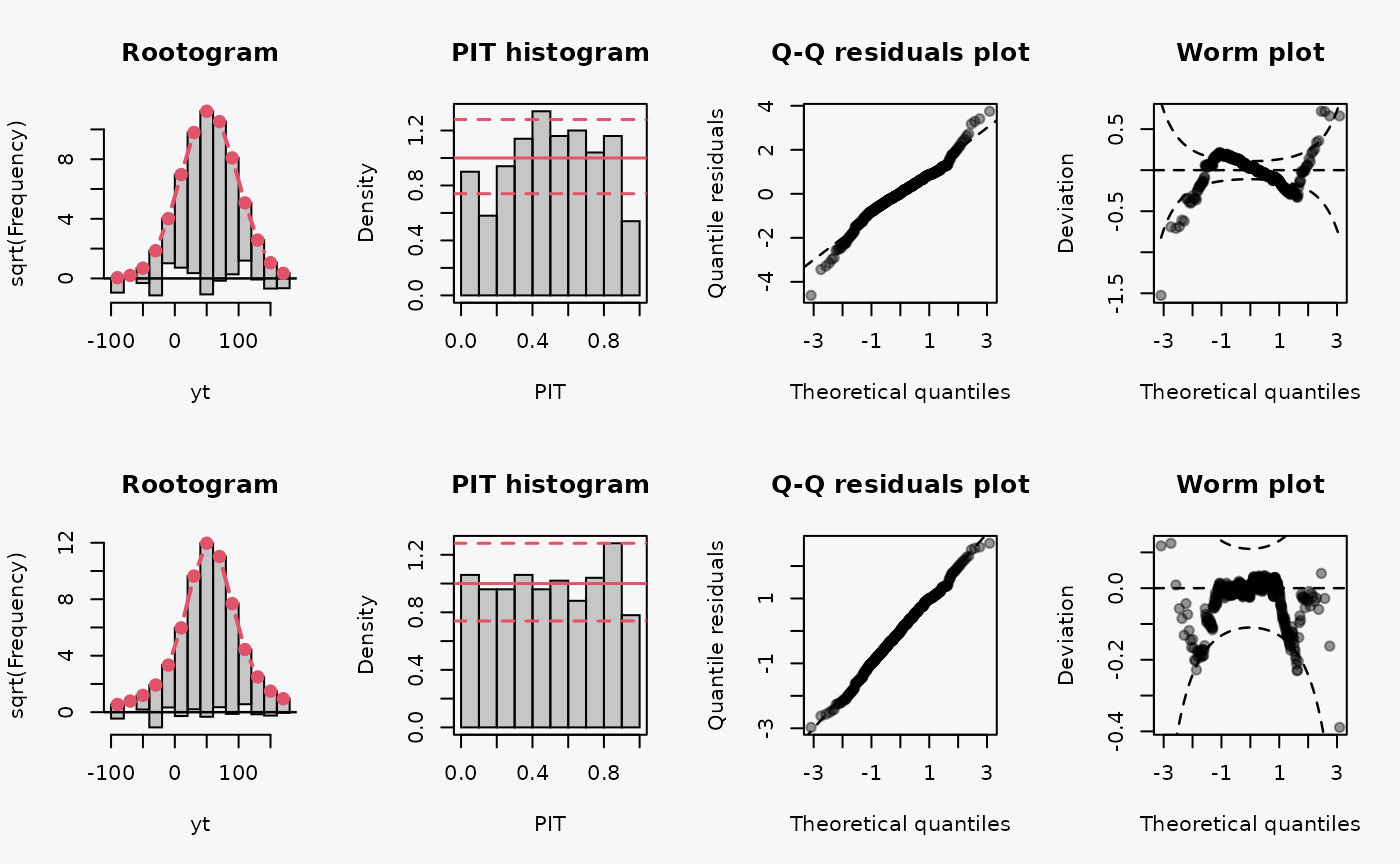 Rootogram
sqrt(Frequency)
0 4 8
-100 0 100
yt
PIT histogram
Density
0.0 0.4 0.8 1.2
0.0 0.4 0.8
PIT
Q-Q residuals plot
Quantile residuals
-4 -2 0 2 4
-3 -1 1 3
Theoretical quantiles
Worm plot
Deviation
-1.5 -0.5 0.5
-3 -1 1 3
Theoretical quantiles
Rootogram
sqrt(Frequency)
0 4 8 12
-100 0 100
yt
PIT histogram
Density
0.0 0.4 0.8 1.2
0.0 0.4 0.8
PIT
Q-Q residuals plot
Quantile residuals
-3 -1 1
-3 -1 1 3
Theoretical quantiles
Worm plot
Deviation
-0.4 -0.2 0.0
-3 -1 1 3
Theoretical quantiles